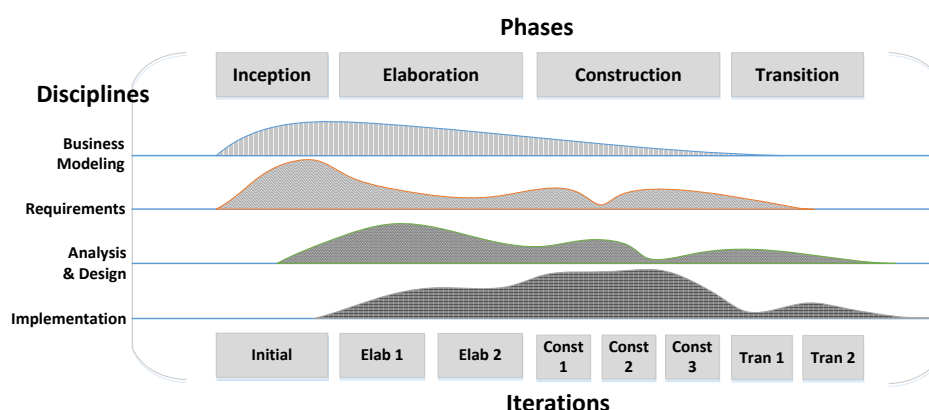 Phases
Inception
Elaboration
Construction
Transition
Disciplines
Business
Modeling
Requirements
Analysis
& Design
Implementation
Initial
Elab 1
Elab 2
Const
1
Const
2
Const
3
Tran 1
Tran 2
Iterations